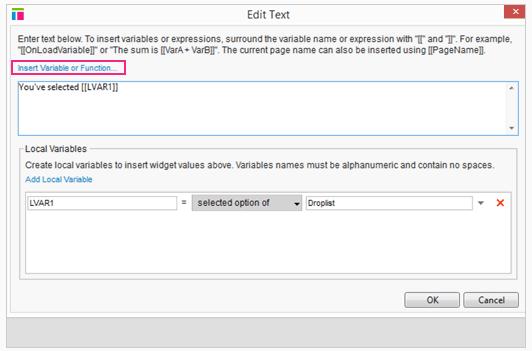 Edit Text
Enter text below. To insert variables or expressions, surround the variable name or expression with "[[" and "]]". For example,
"[[OnLoadVariable]]" or "The sum is [[VarA + VarB]]". The current page name can also be inserted using [[PageName]].
Insert Variable or Function...
You've selected [[LVAR1]]
Local Variables
Create local variables to insert widget values above. Variables names must be alphanumeric and contain no spaces.
Add Local Variable
LVAR1 = selected option of Droplist
OK Cancel